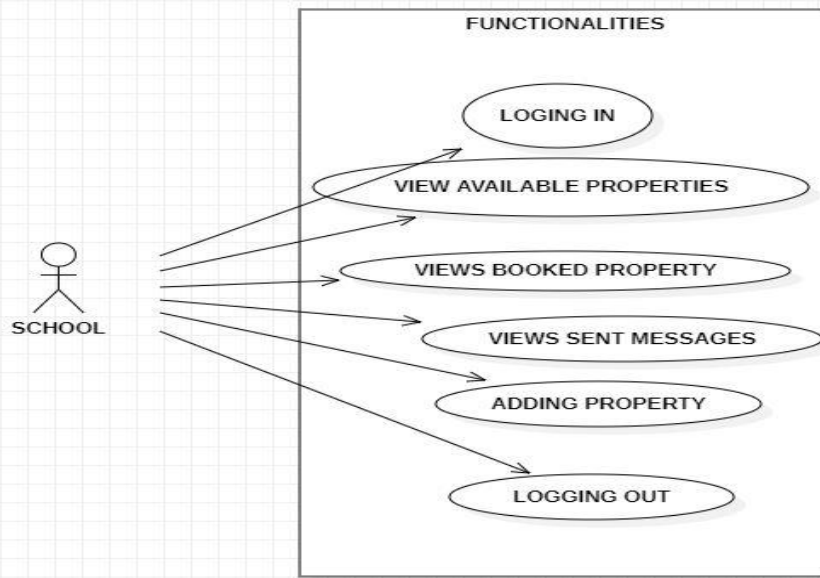 FUNCTIONALITIES
LOGING IN
VIEW AVAILABLE PROPERTIES
VIEWS BOOKED PROPERTY
SCHOOL
VIEWS SENT MESSAGES
ADDING PROPERTY
LOGGING OUT